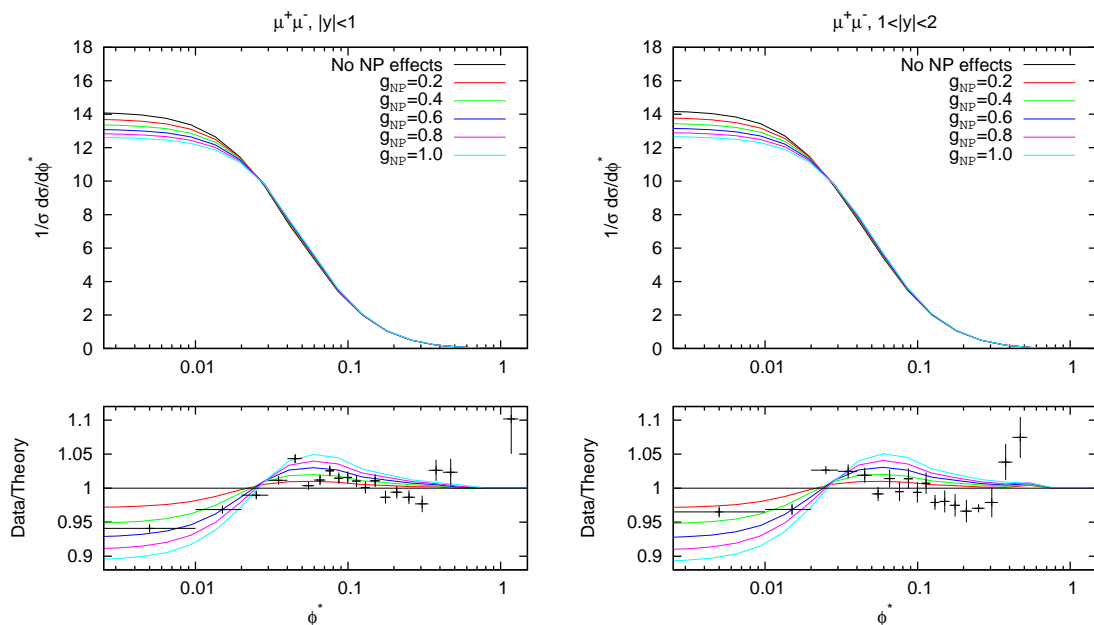 μ⁺μ⁻, |y|<1
18
16
14
12
10
8
6
4
2
0
1/σ dσ/dφ*
No NP effects
g_NP=0.2
g_NP=0.4
g_NP=0.6
g_NP=0.8
g_NP=1.0
0.01
0.1
1
1.1
1.05
1
0.95
0.9
Data/Theory
0.01
0.1
1
φ*
μ⁺μ⁻, 1<|y|<2
18
16
14
12
10
8
6
4
2
0
1/σ dσ/dφ*
No NP effects
g_NP=0.2
g_NP=0.4
g_NP=0.6
g_NP=0.8
g_NP=1.0
0.01
0.1
1
1.1
1.05
1
0.95
0.9
Data/Theory
0.01
0.1
1
φ*